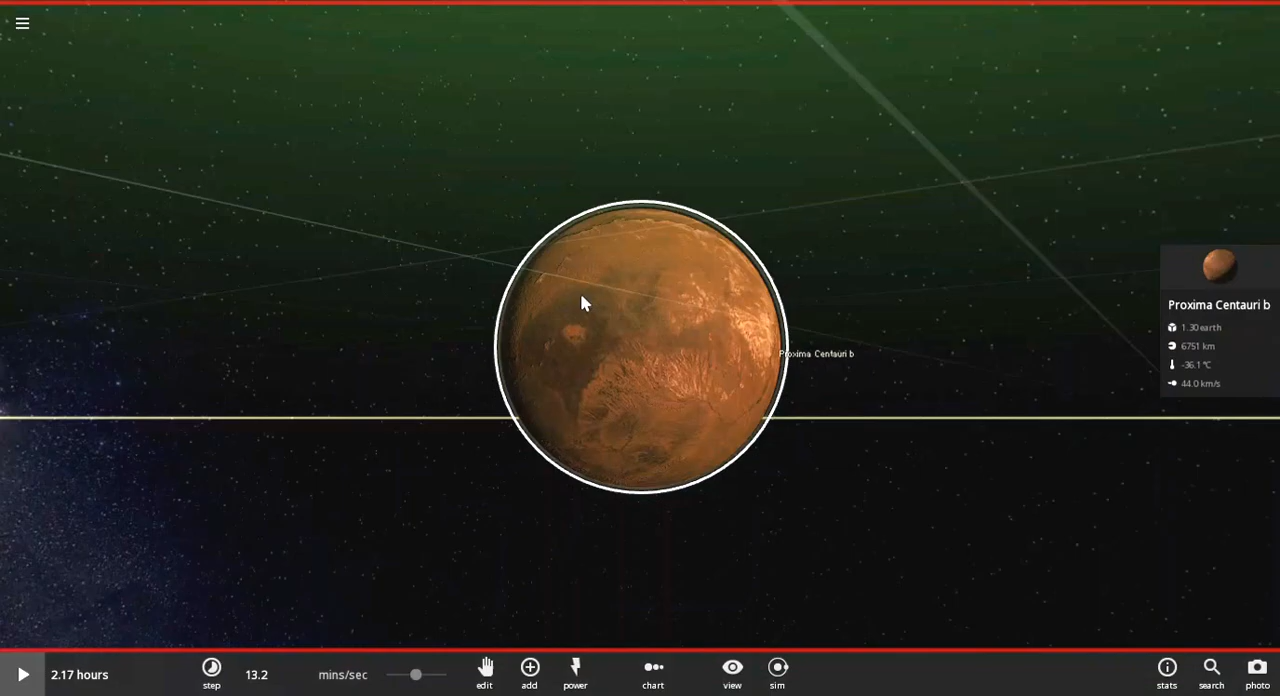 Proxima Centauri b
Proxima Centauri b
1.30 earth
6751 km
-36.1 °C
44.0 km/s
2.17 hours
step
13.2
mins/sec
edit
add
power
chart
view
sim
stats
search
photo